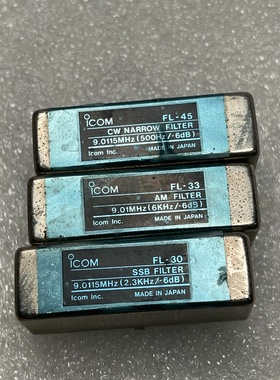 ICOM FL-45
CW NARROW FILTER
9.0115MHz(500Hz/-6dB)
Icom Inc. MADE IN JAPAN
ICOM FL-33
AM FILTER
9.01MHz(6KHz/-6dB)
Icom Inc. MADE IN JAPAN
ICOM FL-30
SSB FILTER
9.0115MHz(2.3KHz/-6dB)
Icom Inc. MADE IN JAPAN